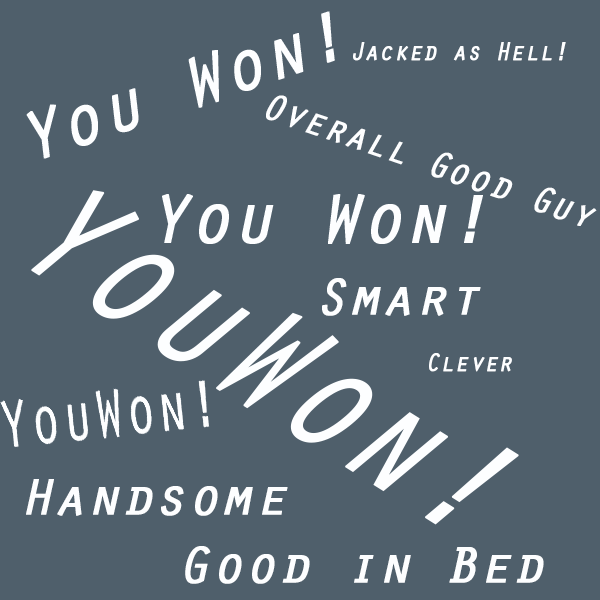 You Won!
Jacked as Hell!
Overall Good Guy
You Won!
YouWon!
Smart
Clever
YouWon!
Handsome
Good in Bed